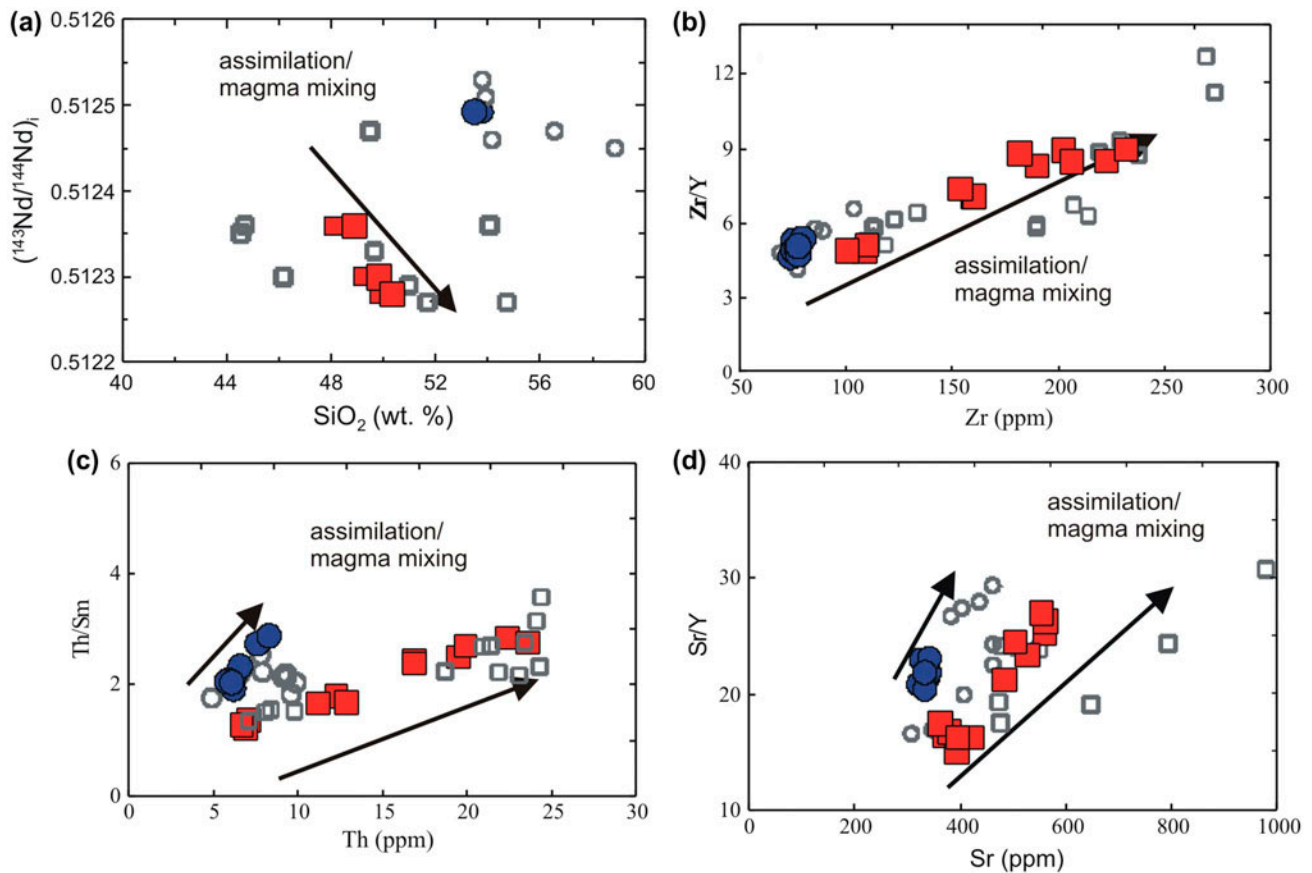 (a)
0.5126
0.5125
0.5124
0.5123
0.5122
(¹⁴³Nd/¹⁴⁴Nd)ᵢ
assimilation/
magma mixing
40 44 48 52 56 60
SiO₂ (wt. %)
(b)
12
9
6
3
0
Zr/Y
assimilation/
magma mixing
50 100 150 200 250 300
Zr (ppm)
(c)
6
4
2
0
Th/Sm
assimilation/
magma mixing
0 5 10 15 20 25 30
Th (ppm)
(d)
40
30
20
10
Sr/Y
assimilation/
magma mixing
0 200 400 600 800 1000
Sr (ppm)